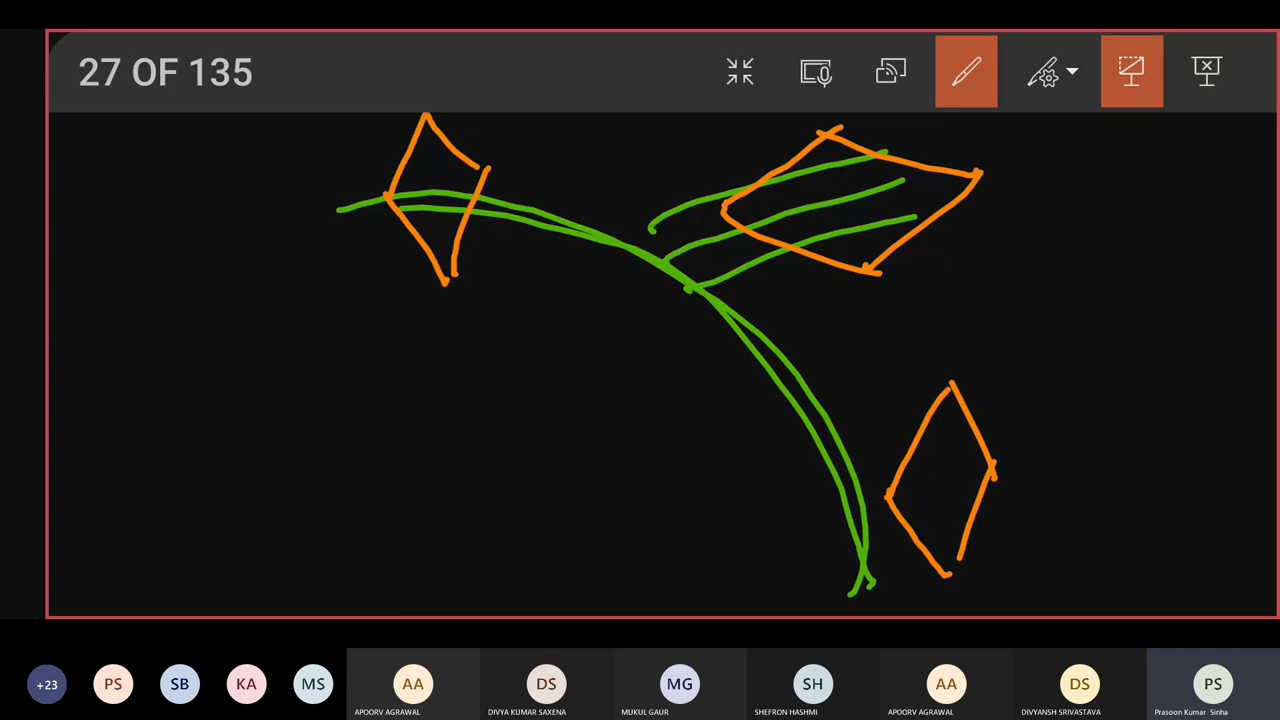 27 OF 135
+23 PS SB KA MS AA DS MG SH AA DS PS
APOORV AGRAWAL DIVYA KUMAR SAXENA MUKUL GAUR SHEFRON HASHMI APOORV AGRAWAL DIVYANSH SRIVASTAVA Prasoon Kumar Sinha